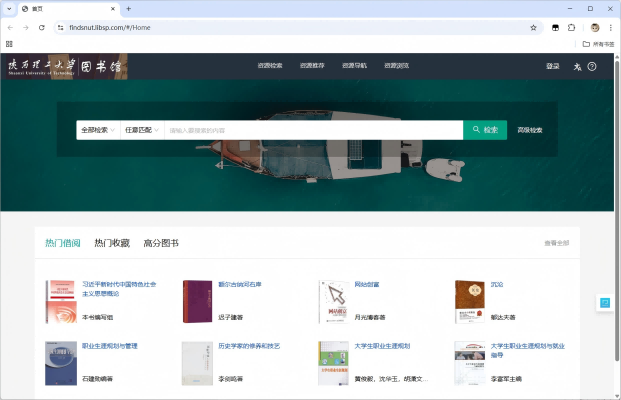 首页
findsnut.libsp.com/#/Home
所有书签
陕西理工大学 图书馆
Shaanxi University of Technology
资源检索 资源推荐 资源导航 资源浏览
登录
全部检索 任意匹配 请输入要搜索的内容 检索 高级检索
热门借阅 热门收藏 高分图书 查看全部
习近平新时代中国特色社会主义思想概论
本书编写组
额尔古纳河右岸
迟子建著
网站创富
月光博客著
沉沦
郁达夫著
职业生涯规划与管理
石建勋编著
历史学家的修养和技艺
李剑鸣著
大学生职业生涯规划
黄俊毅，沈华玉，胡潇文...
大学生职业生涯规划与就业指导
李富军主编